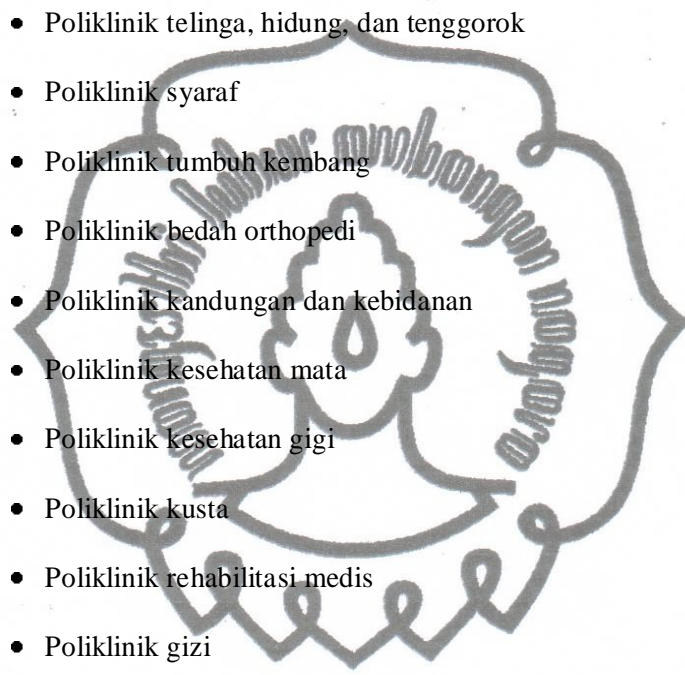 • Poliklinik telinga, hidung, dan tenggorok
• Poliklinik syaraf
• Poliklinik tumbuh kembang
• Poliklinik bedah orthopedi
• Poliklinik kandungan dan kebidanan
• Poliklinik kesehatan mata
• Poliklinik kesehatan gigi
• Poliklinik kusta
• Poliklinik rehabilitasi medis
• Poliklinik gizi